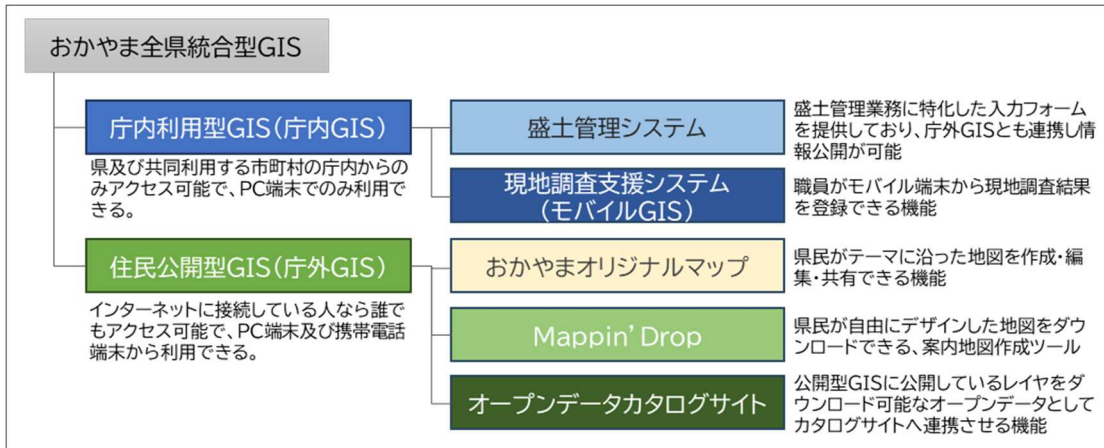 おかやま全県統合型GIS
庁内利用型GIS(庁内GIS)
県及び共同利用する市町村の庁内からの
みアクセス可能で、PC端末でのみ利用で
きる。
盛土管理システム
盛土管理業務に特化した入力フォーム
を提供しており、庁外GISとも連携し情
報公開が可能
現地調査支援システム
(モバイルGIS)
職員がモバイル端末から現地調査結果
を登録できる機能
住民公開型GIS(庁外GIS)
インターネットに接続している人なら誰で
もアクセス可能で、PC端末及び携帯電話
端末から利用できる。
おかやまオリジナルマップ
県民がテーマに沿った地図を作成・編
集・共有できる機能
Mappin' Drop
県民が自由にデザインした地図をダウ
ンロードできる、案内地図作成ツール
オープンデータカタログサイト
公開型GISに公開しているレイヤをダ
ウンロード可能なオープンデータとして
カタログサイトへ連携させる機能